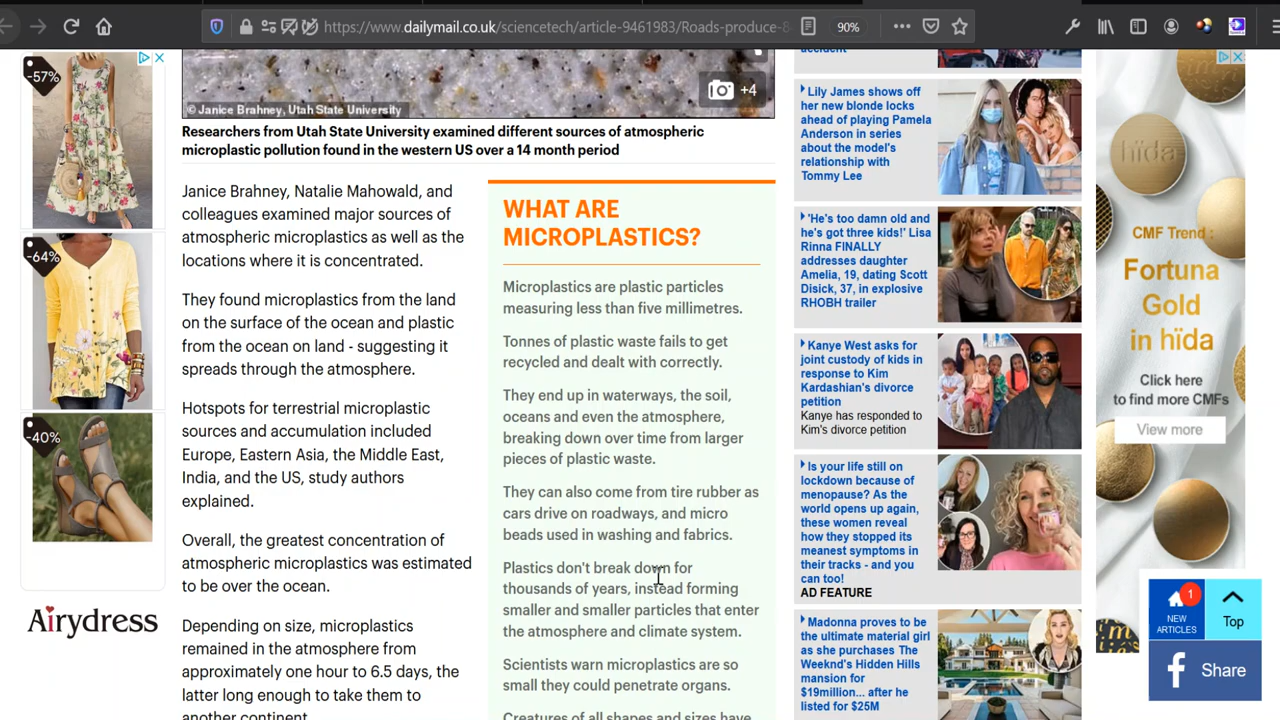 https://www.dailymail.co.uk/sciencetech/article-9461983/Roads-produce-8
90%
-57%
-64%
-40%
Airydress
+4
© Janice Brahney, Utah State University
Researchers from Utah State University examined different sources of atmospheric
microplastic pollution found in the western US over a 14 month period
Janice Brahney, Natalie Mahowald, and
colleagues examined major sources of
atmospheric microplastics as well as the
locations where it is concentrated.
They found microplastics from the land
on the surface of the ocean and plastic
from the ocean on land - suggesting it
spreads through the atmosphere.
Hotspots for terrestrial microplastic
sources and accumulation included
Europe, Eastern Asia, the Middle East,
India, and the US, study authors
explained.
Overall, the greatest concentration of
atmospheric microplastics was estimated
to be over the ocean.
Depending on size, microplastics
remained in the atmosphere from
approximately one hour to 6.5 days, the
latter long enough to take them to
another continent.
WHAT ARE
MICROPLASTICS?
Microplastics are plastic particles
measuring less than five millimetres.
Tonnes of plastic waste fails to get
recycled and dealt with correctly.
They end up in waterways, the soil,
oceans and even the atmosphere,
breaking down over time from larger
pieces of plastic waste.
They can also come from tire rubber as
cars drive on roadways, and micro
beads used in washing and fabrics.
Plastics don't break down for
thousands of years, instead forming
smaller and smaller particles that enter
the atmosphere and climate system.
Scientists warn microplastics are so
small they could penetrate organs.
Creatures of all shapes and sizes have
accident
Lily James shows off
her new blonde locks
ahead of playing Pamela
Anderson in series
about the model's
relationship with
Tommy Lee
'He's too damn old and
he's got three kids!' Lisa
Rinna FINALLY
addresses daughter
Amelia, 19, dating Scott
Disick, 37, in explosive
RHOBH trailer
Kanye West asks for
joint custody of kids in
response to Kim
Kardashian's divorce
petition
Kanye has responded to
Kim's divorce petition
Is your life still on
lockdown because of
menopause? As the
world opens up again,
these women reveal
how they stopped its
meanest symptoms in
their tracks - and you
can too!
AD FEATURE
Madonna proves to be
the ultimate material girl
as she purchases The
Weeknd's Hidden Hills
mansion for
$19million... after he
listed for $25M
hïda
CMF Trend :
Fortuna
Gold
in hïda
Click here
to find more CMFs
View more
1
NEW
ARTICLES
Top
Share